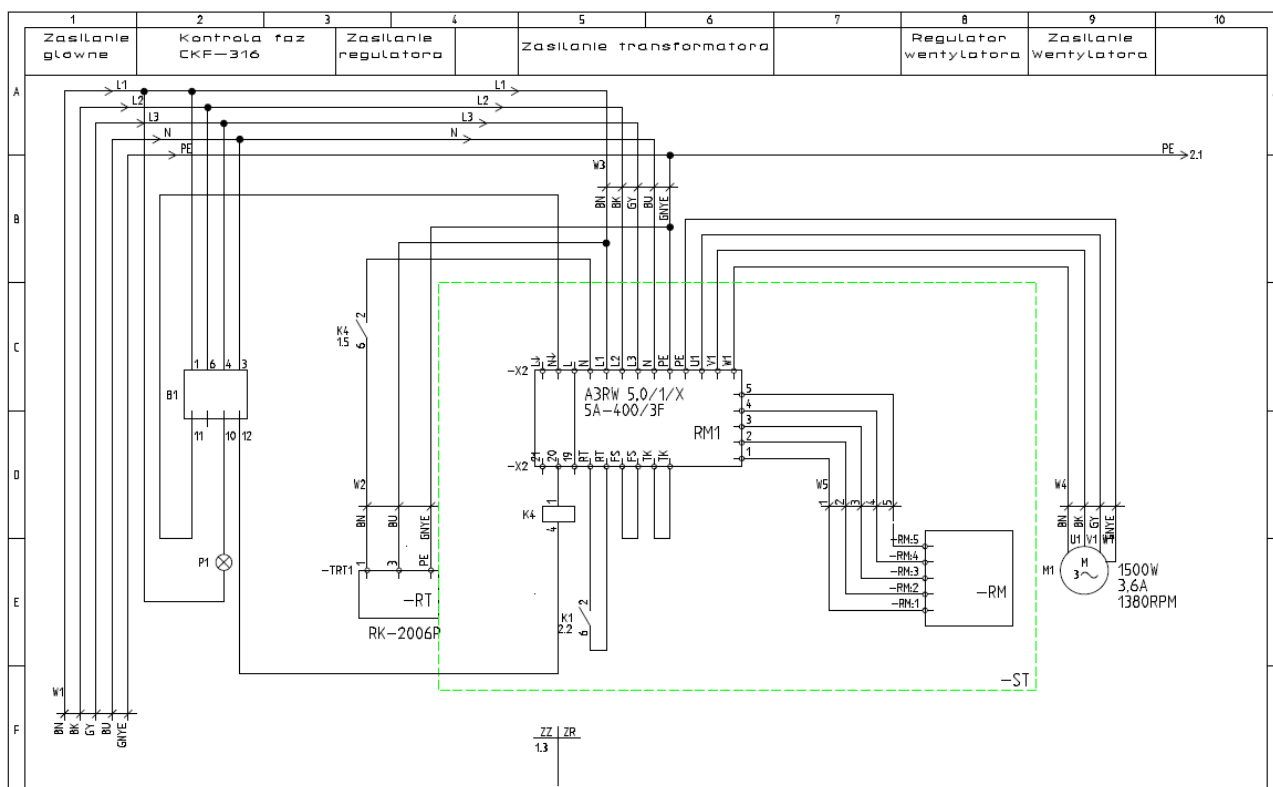 1 2 3 4 5 6 7 8 9 10
Zasilanie
główne
Kontrola faz
CKF-316
Zasilanie
regulatora
Zasilanie transformatora
Regulator
wentylatora
Zasilanie
Wentylatora
A
L1
L1
L2
L2
L3
L3
N
N
PE
PE
2.1
W3
BN
BK
GY
BU
GNYE
B
C
K4
1.5
2
6
1 6 4 3
B1
11 10 12
-X2
L
N
L
N
L1
L2
L3
N
PE
PE
U1
V1
W1
A3RW 5,0/1/X
5A-400/3F
RM1
5
4
3
2
1
-X2
21
20
19
RT
RT
FS
FS
TK
TK
D
W2
BN
BU
GNYE
K4
1
4
W5
1
2
3
4
5
W4
BN
BK
GY
GNYE
U1 V1 W1
P1
-TRT1
1
3
PE
-RT
RK-2006P
K1
2.2
2
6
-RM:5
-RM:4
-RM:3
-RM:2
-RM:1
-RM
M1
M
3
1500W
3,6A
1380RPM
E
-ST
W1
BN
BK
GY
BU
GNYE
F
ZZ ZR
1.3